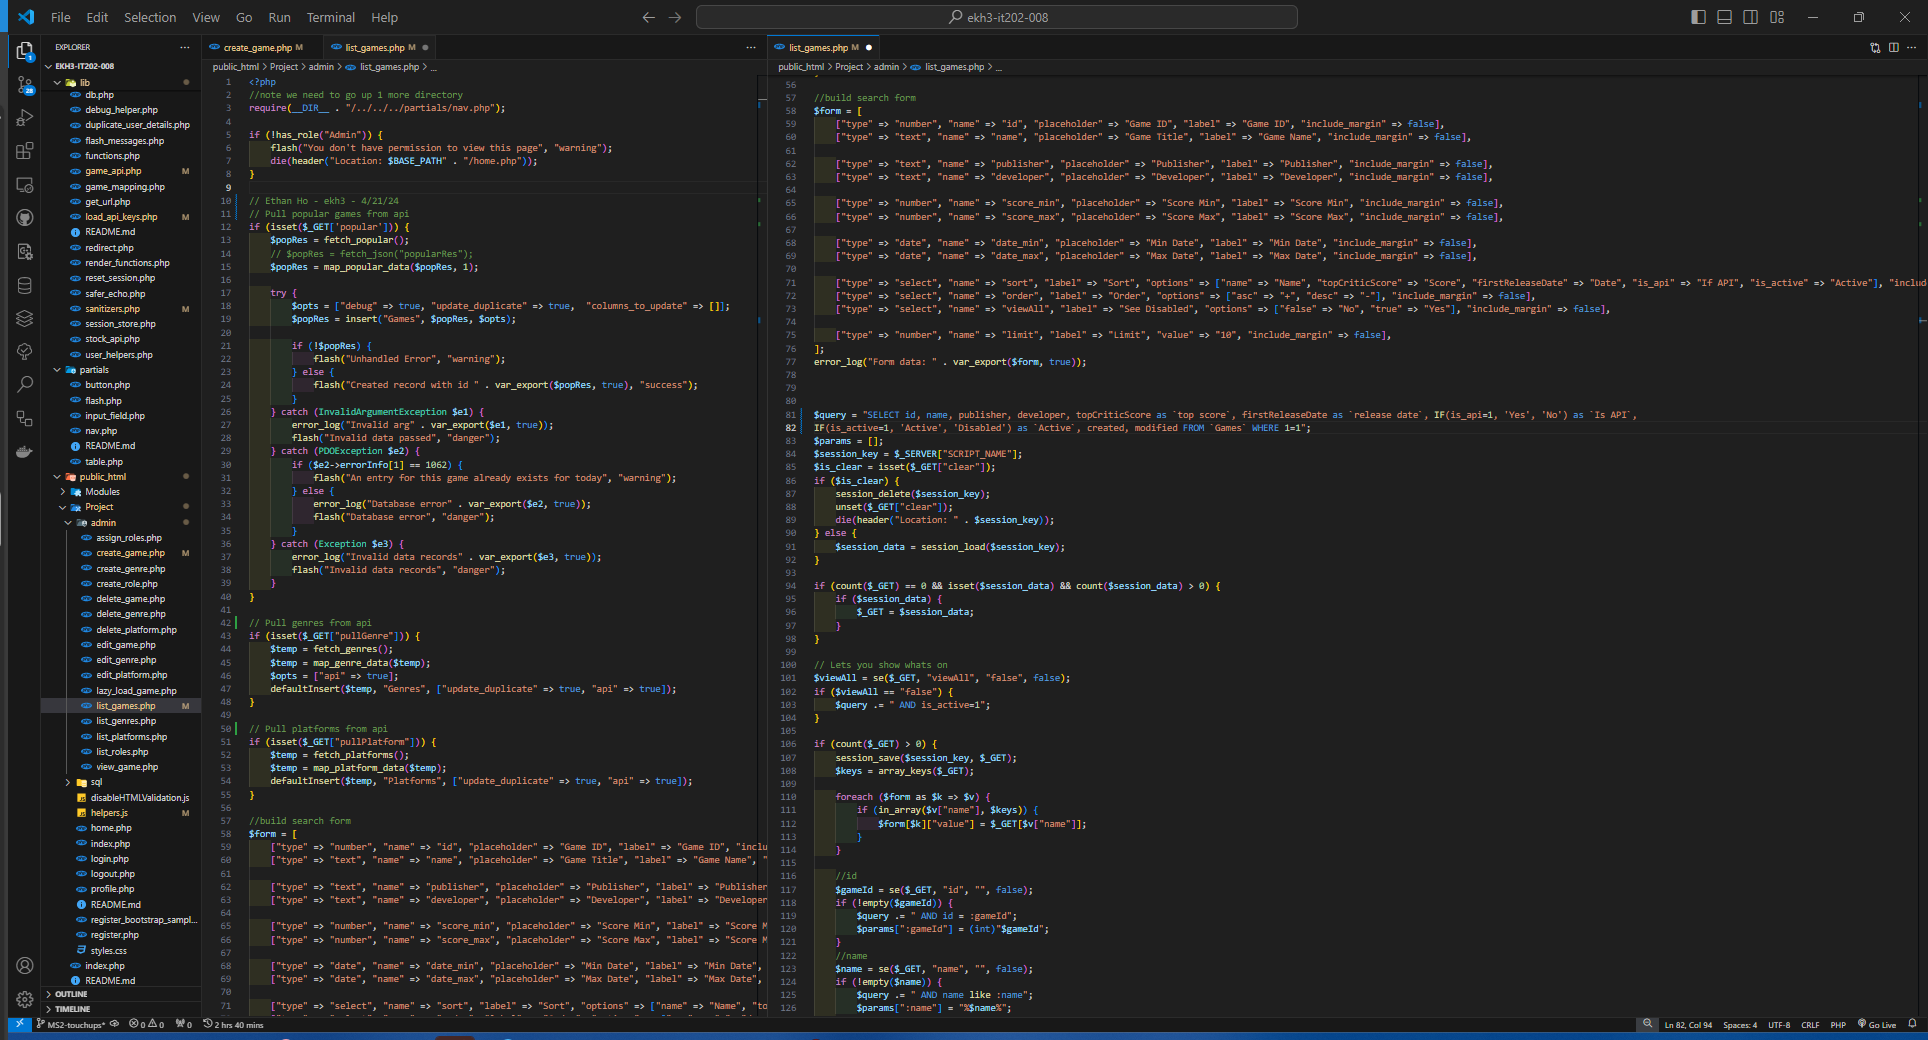 File Edit Selection View Go Run Terminal Help
ekh3-it202-008
EXPLORER
EKH3-IT202-008
lib
db.php
debug_helper.php
duplicate_user_details.php
flash_messages.php
functions.php
game_api.php M
game_mapping.php
get_url.php
load_api_keys.php M
README.md
redirect.php
render_functions.php
reset_session.php
safer_echo.php
sanitizers.php M
session_store.php
stock_api.php
user_helpers.php
partials
button.php
flash.php
input_field.php
nav.php
README.md
table.php
public_html
Modules
Project
admin
assign_roles.php
create_game.php M
create_genre.php
create_role.php
delete_game.php
delete_genre.php
delete_platform.php
edit_game.php
edit_genre.php
edit_platform.php
lazy_load_game.php
list_games.php M
list_genres.php
list_platforms.php
list_roles.php
view_game.php
sql
disableHTMLValidation.js
helpers.js M
home.php
index.php
login.php
logout.php
profile.php
README.md
register_bootstrap_sampl...
register.php
styles.css
index.php
README.md
OUTLINE
TIMELINE
create_game.php M
list_games.php M
public_html > Project > admin > list_games.php > ...
1 <?php
2 //note we need to go up 1 more directory
3 require(__DIR__ . "/../../../partials/nav.php");
4
5 if (!has_role("Admin")) {
6 flash("You don't have permission to view this page", "warning");
7 die(header("Location: $BASE_PATH" . "/home.php"));
8 }
9
10 // Ethan Ho - ekh3 - 4/21/24
11 // Pull popular games from api
12 if (isset($_GET['popular'])) {
13 $popRes = fetch_popular();
14 // $popRes = fetch_json("popularRes");
15 $popRes = map_popular_data($popRes, 1);
16
17 try {
18 $opts = ["debug" => true, "update_duplicate" => true,  "columns_to_update" => []];
19 $popRes = insert("Games", $popRes, $opts);
20
21 if (!$popRes) {
22 flash("Unhandled Error", "warning");
23 } else {
24 flash("Created record with id " . var_export($popRes, true), "success");
25 }
26 } catch (InvalidArgumentException $e1) {
27 error_log("Invalid arg" . var_export($e1, true));
28 flash("Invalid data passed", "danger");
29 } catch (PDOException $e2) {
30 if ($e2->errorInfo[1] == 1062) {
31 flash("An entry for this game already exists for today", "warning");
32 } else {
33 error_log("Database error" . var_export($e2, true));
34 flash("Database error", "danger");
35 }
36 } catch (Exception $e3) {
37 error_log("Invalid data records" . var_export($e3, true));
38 flash("Invalid data records", "danger");
39 }
40 }
41
42 // Pull genres from api
43 if (isset($_GET["pullGenre"])) {
44 $temp = fetch_genres();
45 $temp = map_genre_data($temp);
46 $opts = ["api" => true];
47 defaultInsert($temp, "Genres", ["update_duplicate" => true, "api" => true]);
48 }
49
50 // Pull platforms from api
51 if (isset($_GET["pullPlatform"])) {
52 $temp = fetch_platforms();
53 $temp = map_platform_data($temp);
54 defaultInsert($temp, "Platforms", ["update_duplicate" => true, "api" => true]);
55 }
56
57 //build search form
58 $form = [
59 ["type" => "number", "name" => "id", "placeholder" => "Game ID", "label" => "Game ID", "inclu
60 ["type" => "text", "name" => "name", "placeholder" => "Game Title", "label" => "Game Name", "
61
62 ["type" => "text", "name" => "publisher", "placeholder" => "Publisher", "label" => "Publisher
63 ["type" => "text", "name" => "developer", "placeholder" => "Developer", "label" => "Developer
64
65 ["type" => "number", "name" => "score_min", "placeholder" => "Score Min", "label" => "Score M
66 ["type" => "number", "name" => "score_max", "placeholder" => "Score Max", "label" => "Score M
67
68 ["type" => "date", "name" => "date_min", "placeholder" => "Min Date", "label" => "Min Date",
69 ["type" => "date", "name" => "date_max", "placeholder" => "Max Date", "label" => "Max Date",
70
71 ["type" => "select", "name" => "sort", "label" => "Sort", "options" => ["name" => "Name", "to
list_games.php M
public_html > Project > admin > list_games.php > ...
56
57 //build search form
58 $form = [
59 ["type" => "number", "name" => "id", "placeholder" => "Game ID", "label" => "Game ID", "include_margin" => false],
60 ["type" => "text", "name" => "name", "placeholder" => "Game Title", "label" => "Game Name", "include_margin" => false],
61
62 ["type" => "text", "name" => "publisher", "placeholder" => "Publisher", "label" => "Publisher", "include_margin" => false],
63 ["type" => "text", "name" => "developer", "placeholder" => "Developer", "label" => "Developer", "include_margin" => false],
64
65 ["type" => "number", "name" => "score_min", "placeholder" => "Score Min", "label" => "Score Min", "include_margin" => false],
66 ["type" => "number", "name" => "score_max", "placeholder" => "Score Max", "label" => "Score Max", "include_margin" => false],
67
68 ["type" => "date", "name" => "date_min", "placeholder" => "Min Date", "label" => "Min Date", "include_margin" => false],
69 ["type" => "date", "name" => "date_max", "placeholder" => "Max Date", "label" => "Max Date", "include_margin" => false],
70
71 ["type" => "select", "name" => "sort", "label" => "Sort", "options" => ["name" => "Name", "topCriticScore" => "Score", "firstReleaseDate" => "Date", "is_api" => "If API", "is_active" => "Active"], "inclu
72 ["type" => "select", "name" => "order", "label" => "Order", "options" => ["asc" => "+", "desc" => "-"], "include_margin" => false],
73 ["type" => "select", "name" => "viewAll", "label" => "See Disabled", "options" => ["false" => "No", "true" => "Yes"], "include_margin" => false],
74
75 ["type" => "number", "name" => "limit", "label" => "Limit", "value" => "10", "include_margin" => false],
76 ];
77 error_log("Form data: " . var_export($form, true));
78
79
80
81 $query = "SELECT id, name, publisher, developer, topCriticScore as `top score`, firstReleaseDate as `release date`, IF(is_api=1, 'Yes', 'No') as `Is API`,
82 IF(is_active=1, 'Active', 'Disabled') as `Active`, created, modified FROM `Games` WHERE 1=1";
83 $params = [];
84 $session_key = $_SERVER["SCRIPT_NAME"];
85 $is_clear = isset($_GET["clear"]);
86 if ($is_clear) {
87 session_delete($session_key);
88 unset($_GET["clear"]);
89 die(header("Location: " . $session_key));
90 } else {
91 $session_data = session_load($session_key);
92 }
93
94 if (count($_GET) == 0 && isset($session_data) && count($session_data) > 0) {
95 if ($session_data) {
96 $_GET = $session_data;
97 }
98 }
99
100 // Lets you show whats on
101 $viewAll = se($_GET, "viewAll", "false", false);
102 if ($viewAll == "false") {
103 $query .= " AND is_active=1";
104 }
105
106 if (count($_GET) > 0) {
107 session_save($session_key, $_GET);
108 $keys = array_keys($_GET);
109
110 foreach ($form as $k => $v) {
111 if (in_array($v["name"], $keys)) {
112 $form[$k]["value"] = $_GET[$v["name"]];
113 }
114 }
115
116 //id
117 $gameId = se($_GET, "id", "", false);
118 if (!empty($gameId)) {
119 $query .= " AND id = :gameId";
120 $params[":gameId"] = (int)"$gameId";
121 }
122 //name
123 $name = se($_GET, "name", "", false);
124 if (!empty($name)) {
125 $query .= " AND name like :name";
126 $params[":name"] = "%$name%";
MS2-touchups* 0 0 0 2 hrs 40 mins
Ln 82, Col 94 Spaces: 4 UTF-8 CRLF PHP Go Live